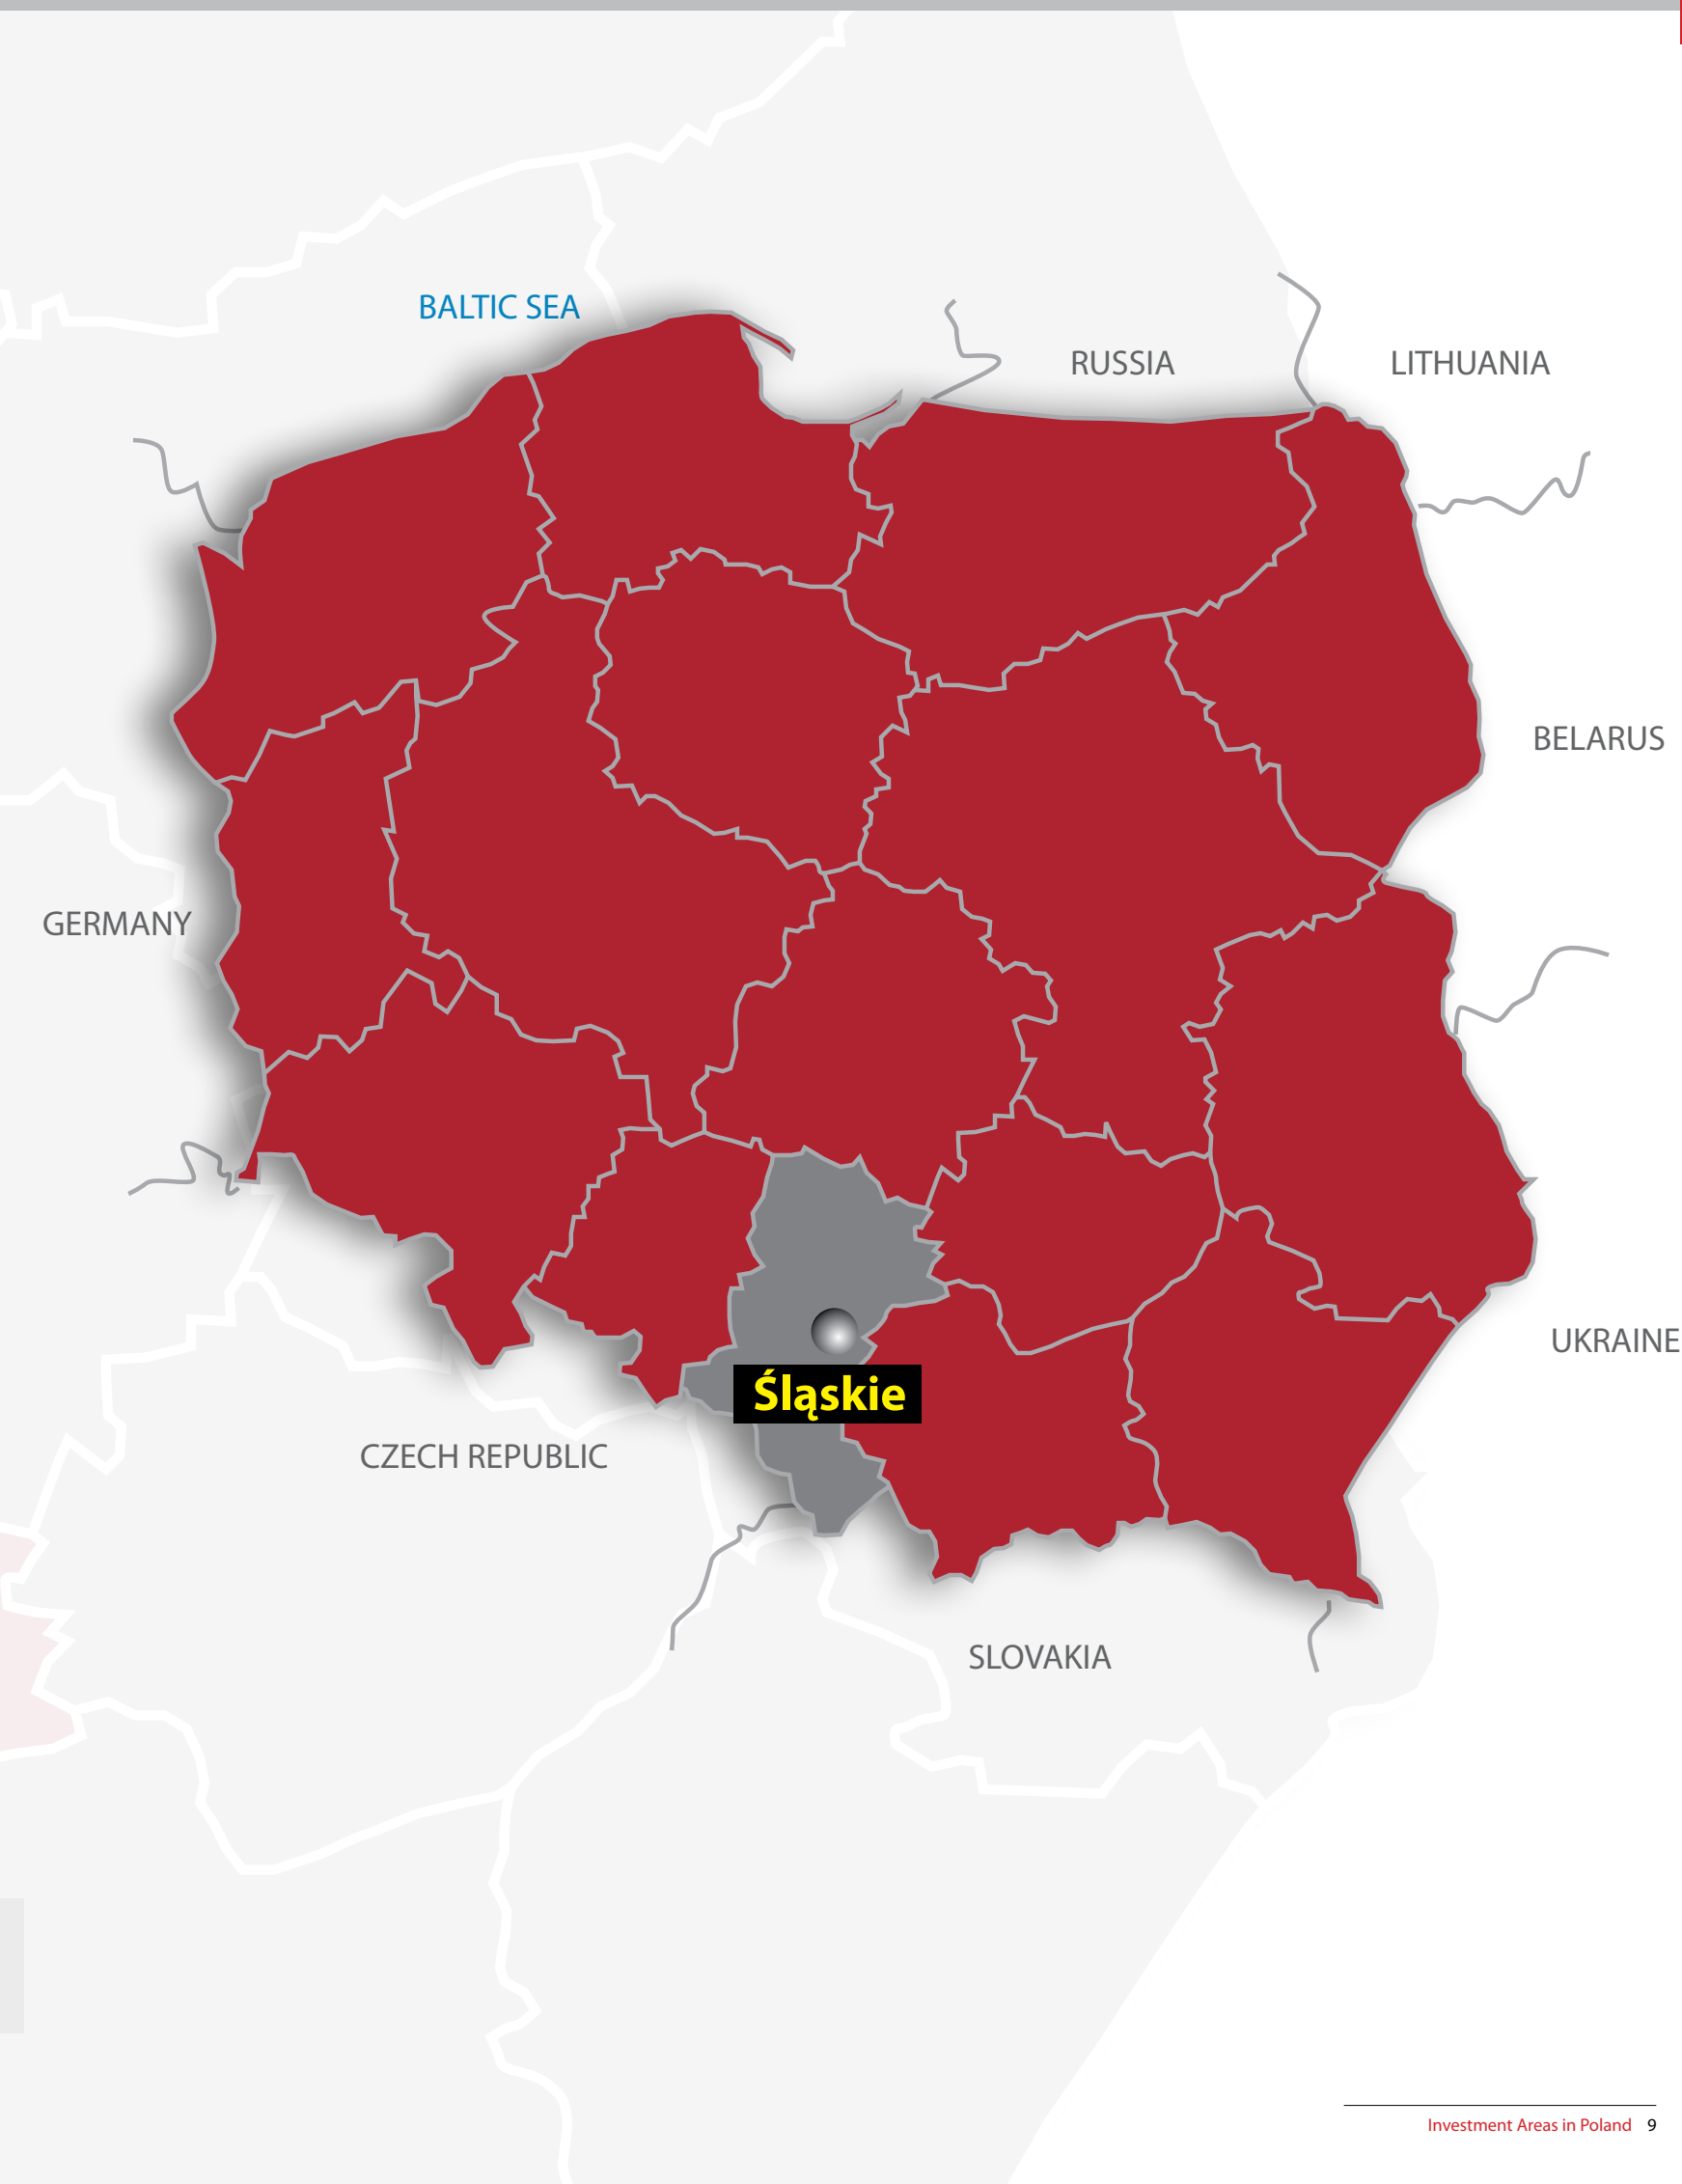 BALTIC SEA
RUSSIA
LITHUANIA
BELARUS
GERMANY
UKRAINE
Śląskie
CZECH REPUBLIC
SLOVAKIA
Investment Areas in Poland 9